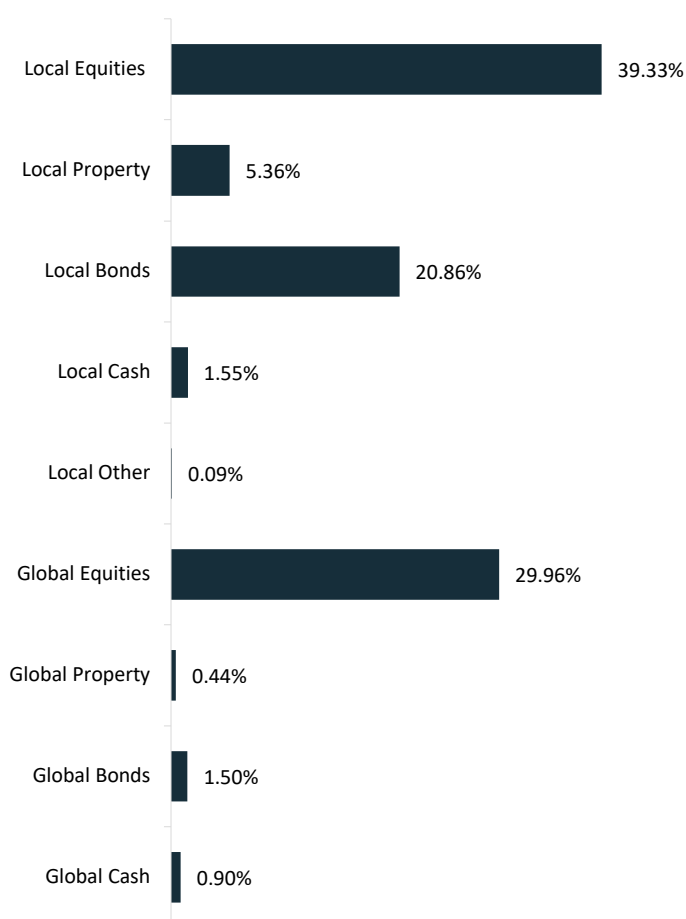 Local Equities 39.33%
Local Property 5.36%
Local Bonds 20.86%
Local Cash 1.55%
Local Other 0.09%
Global Equities 29.96%
Global Property 0.44%
Global Bonds 1.50%
Global Cash 0.90%